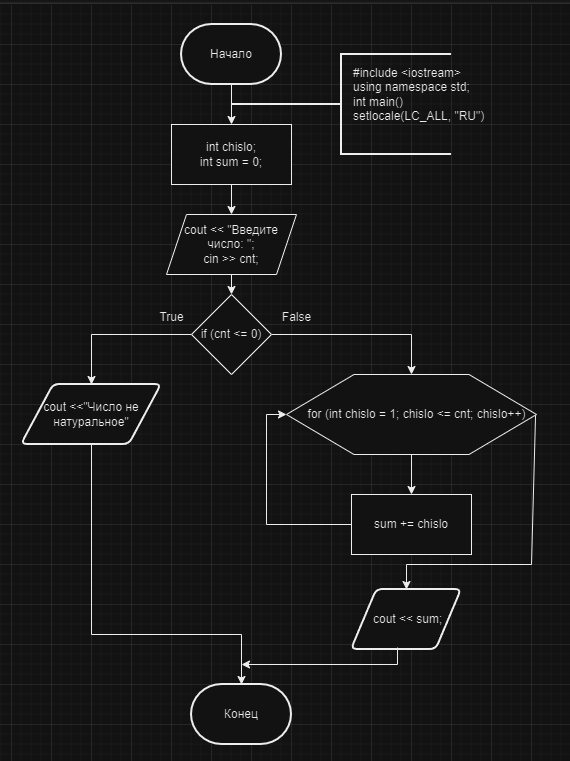 Начало
#include <iostream>
using namespace std;
int main()
setlocale(LC_ALL, "RU")
int chislo;
int sum = 0;
cout << "Введите
число: ";
cin >> cnt;
True
if (cnt <= 0)
False
cout <<"Число не
натуральное"
for (int chislo = 1; chislo <= cnt; chislo++)
sum += chislo
cout << sum;
Конец